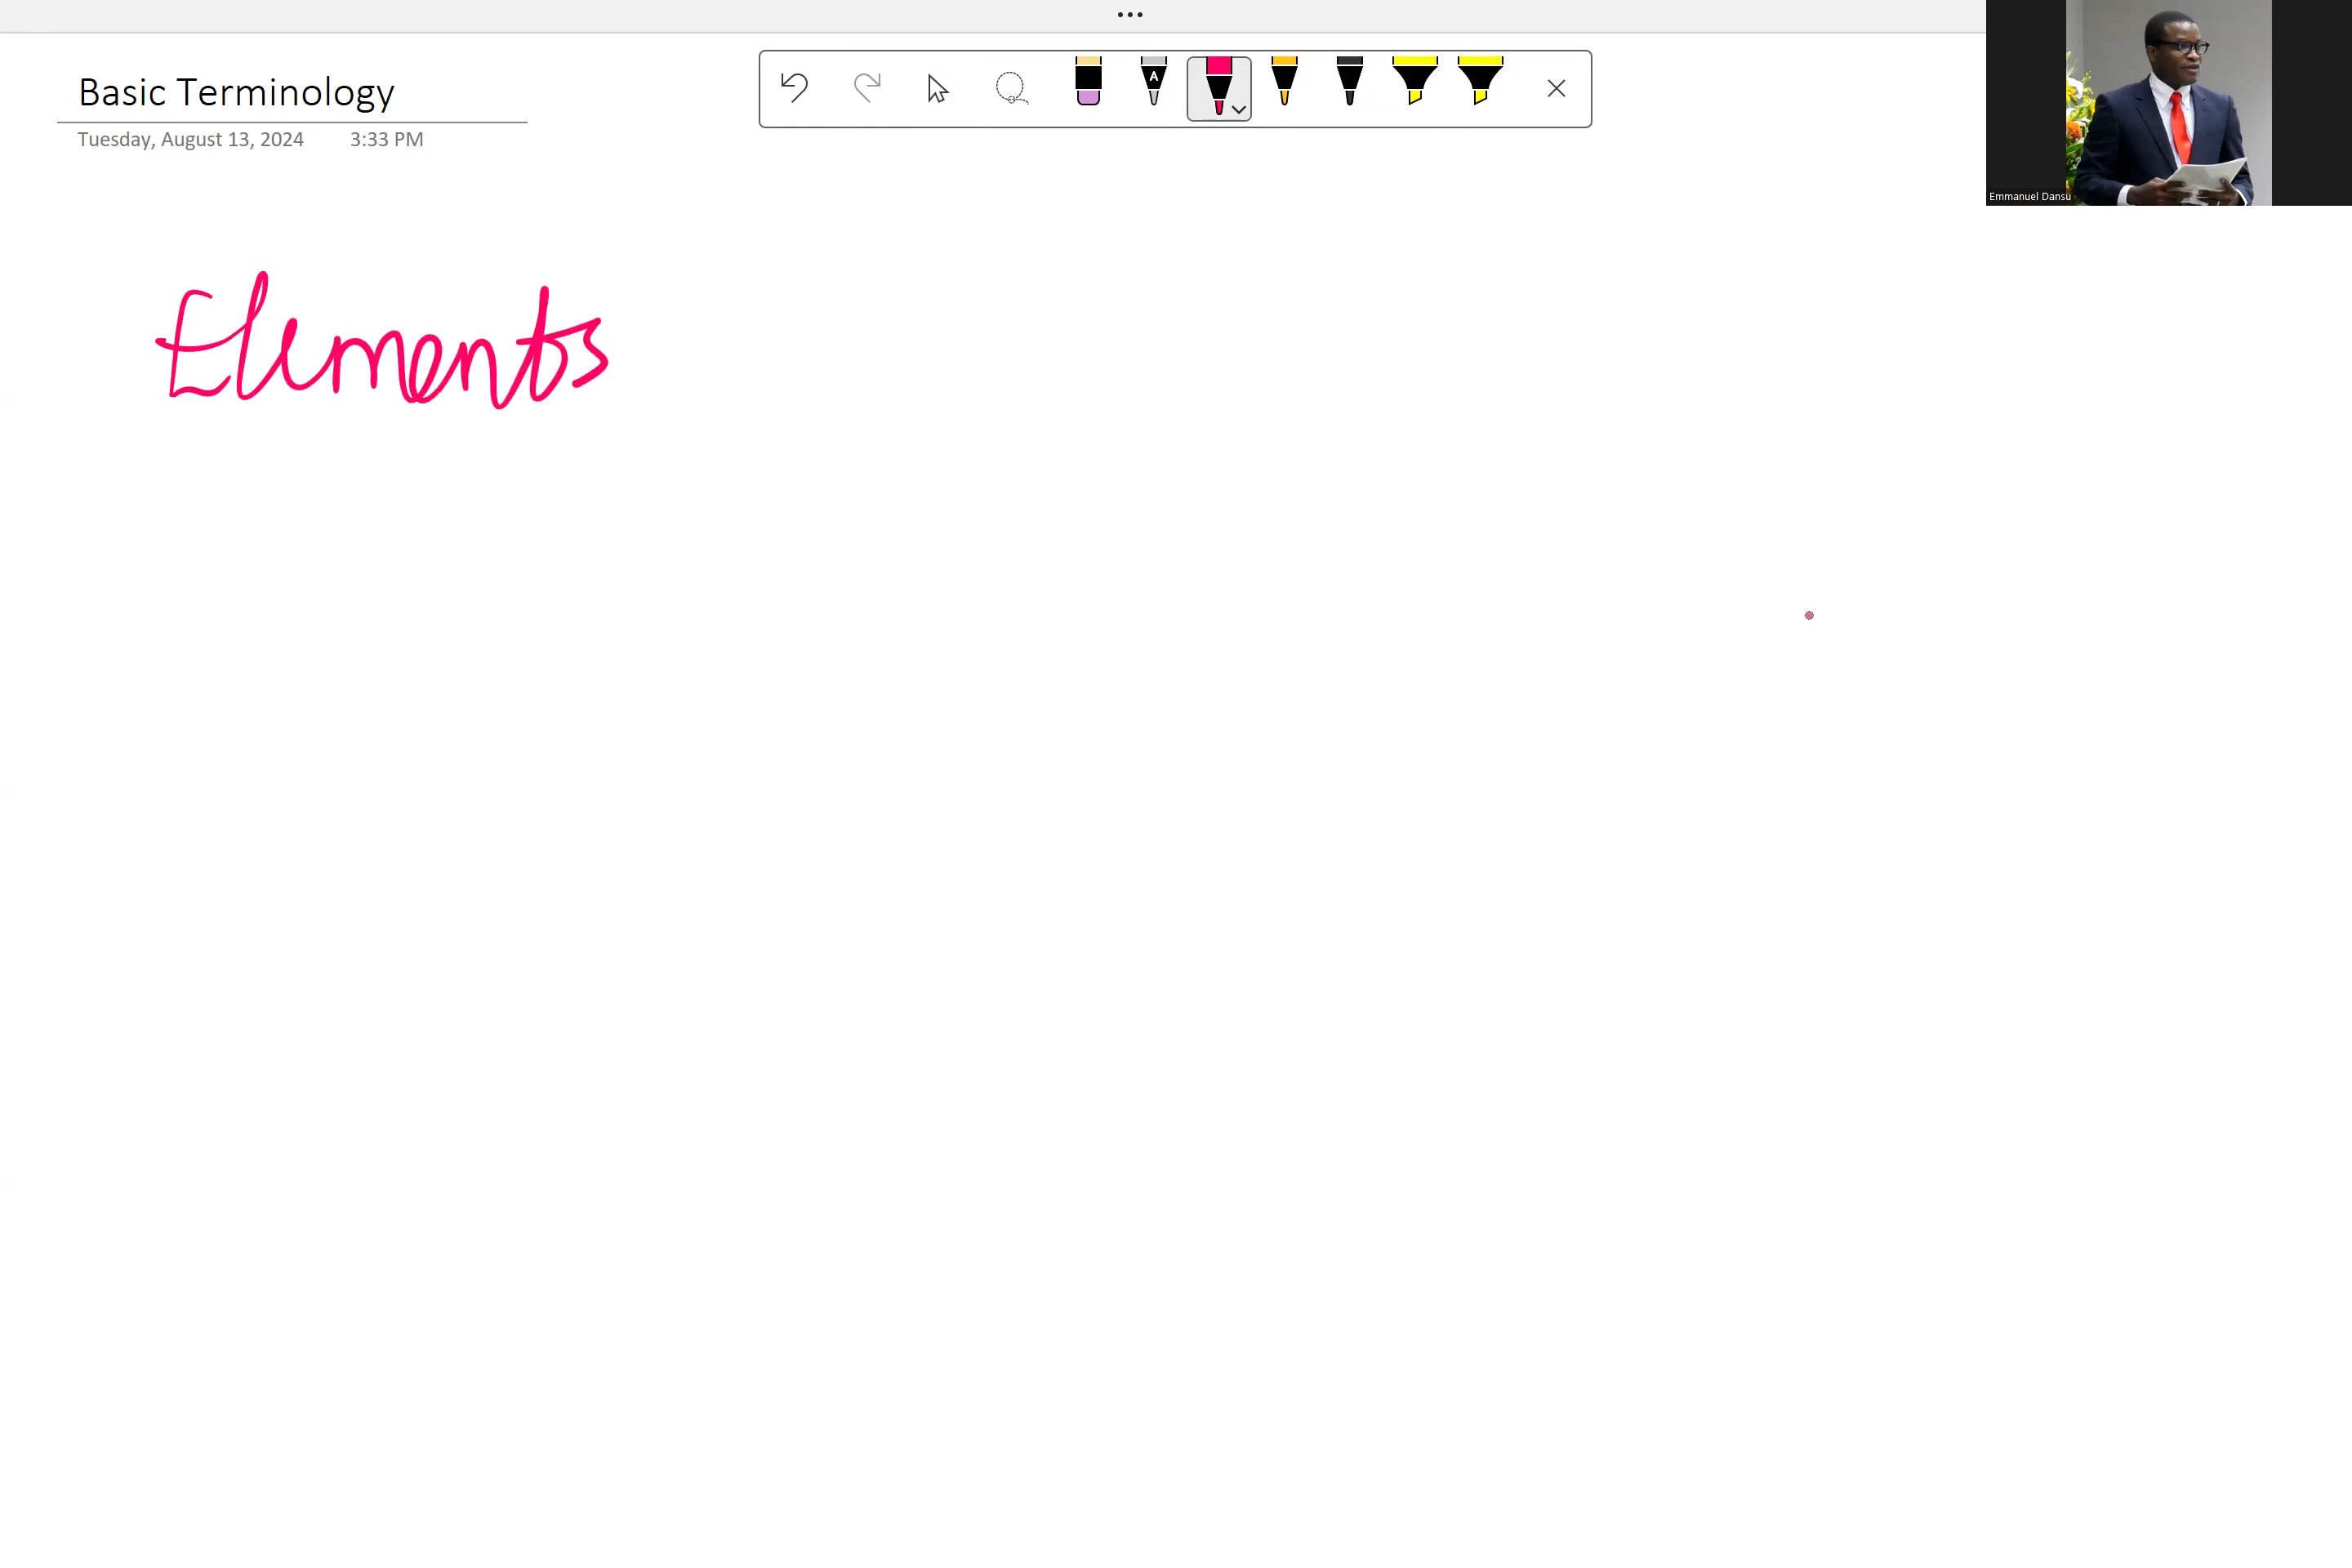 Basic Terminology
Tuesday, August 13, 2024 3:33 PM
A
Emmanuel Dansu
Elements